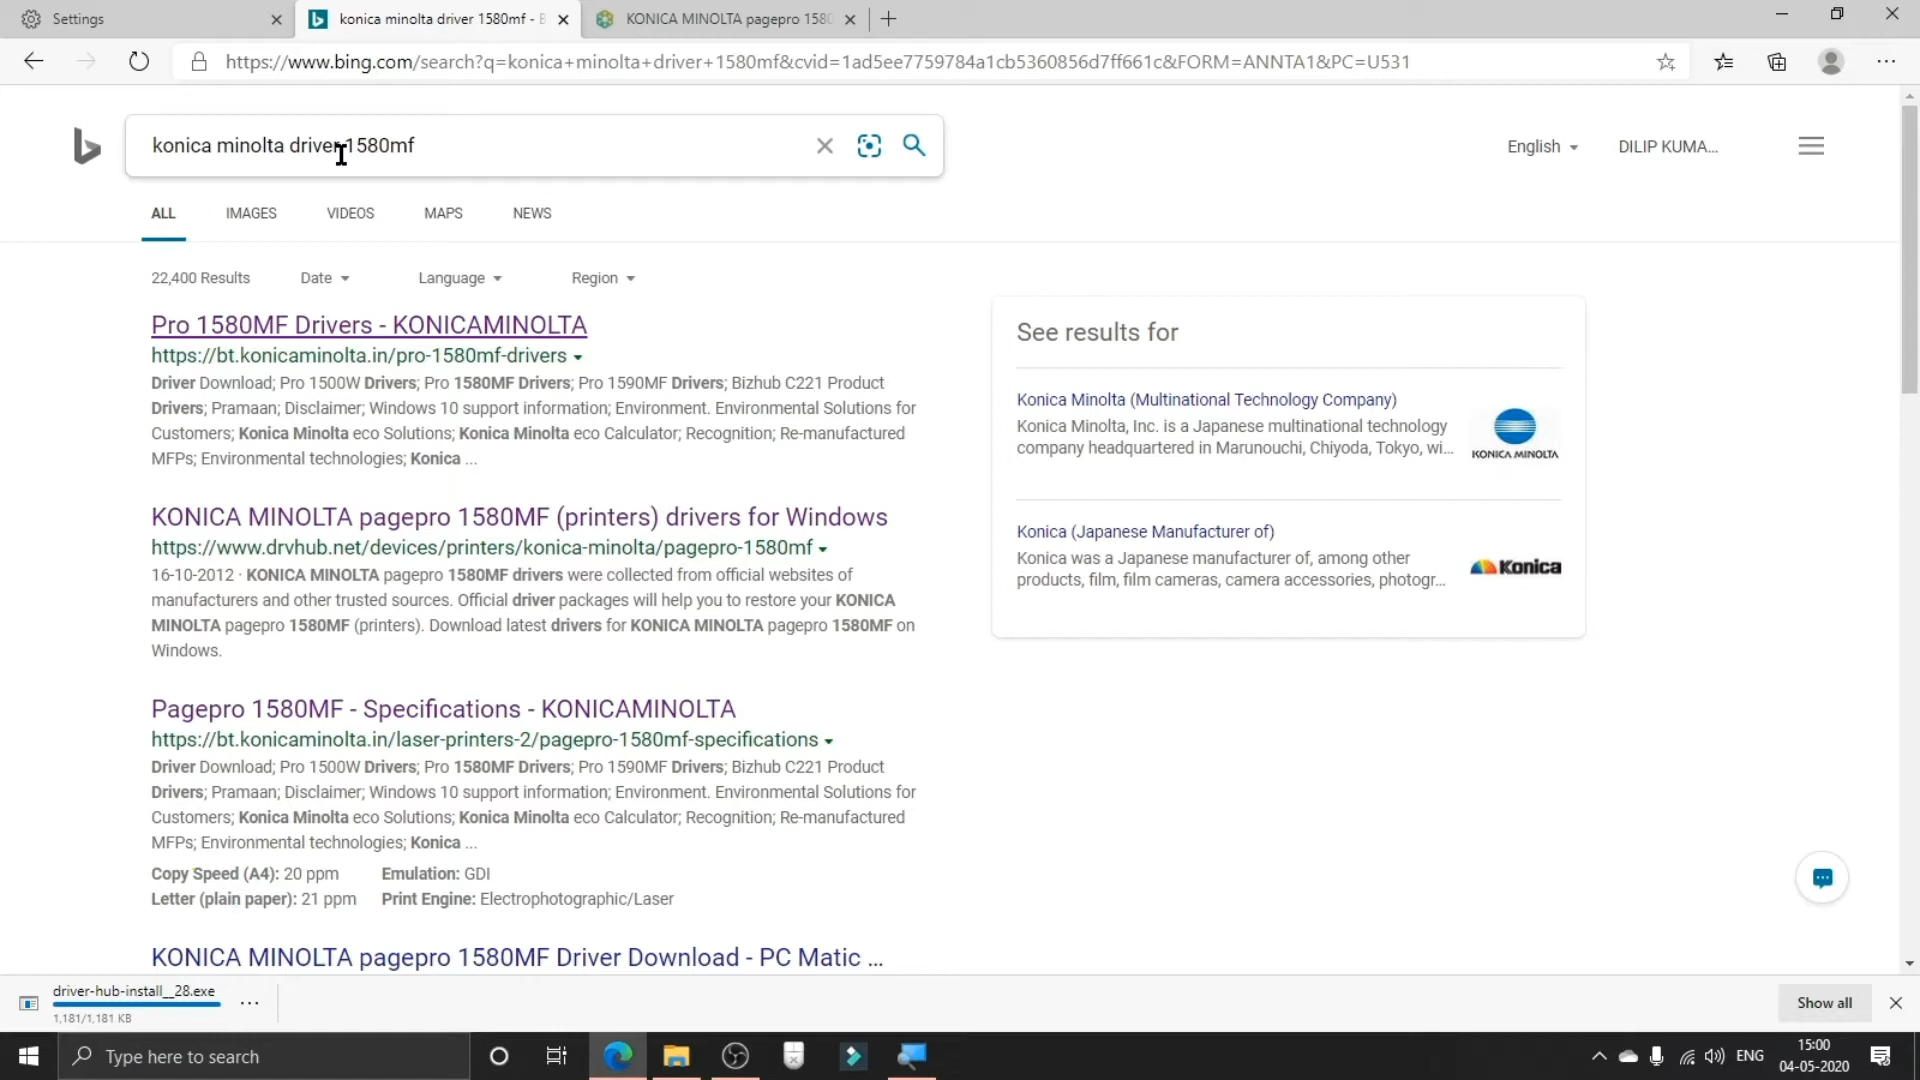 Settings
konica minolta driver 1580mf - B
KONICA MINOLTA pagepro 1580
https://www.bing.com/search?q=konica+minolta+driver+1580mf&cvid=1ad5ee7759784a1cb5360856d7ff661c&FORM=ANNTA1&PC=U531
konica minolta driver 1580mf
English
DILIP KUMA...
ALL IMAGES VIDEOS MAPS NEWS
22,400 Results Date Language Region
Pro 1580MF Drivers - KONICAMINOLTA
https://bt.konicaminolta.in/pro-1580mf-drivers
Driver Download; Pro 1500W Drivers; Pro 1580MF Drivers; Pro 1590MF Drivers; Bizhub C221 Product
Drivers; Pramaan; Disclaimer; Windows 10 support information; Environment. Environmental Solutions for
Customers; Konica Minolta eco Solutions; Konica Minolta eco Calculator; Recognition; Re-manufactured
MFPs; Environmental technologies; Konica ...
KONICA MINOLTA pagepro 1580MF (printers) drivers for Windows
https://www.drvhub.net/devices/printers/konica-minolta/pagepro-1580mf
16-10-2012 · KONICA MINOLTA pagepro 1580MF drivers were collected from official websites of
manufacturers and other trusted sources. Official driver packages will help you to restore your KONICA
MINOLTA pagepro 1580MF (printers). Download latest drivers for KONICA MINOLTA pagepro 1580MF on
Windows.
Pagepro 1580MF - Specifications - KONICAMINOLTA
https://bt.konicaminolta.in/laser-printers-2/pagepro-1580mf-specifications
Driver Download; Pro 1500W Drivers; Pro 1580MF Drivers; Pro 1590MF Drivers; Bizhub C221 Product
Drivers; Pramaan; Disclaimer; Windows 10 support information; Environment. Environmental Solutions for
Customers; Konica Minolta eco Solutions; Konica Minolta eco Calculator; Recognition; Re-manufactured
MFPs; Environmental technologies; Konica ...
Copy Speed (A4): 20 ppm Emulation: GDI
Letter (plain paper): 21 ppm Print Engine: Electrophotographic/Laser
KONICA MINOLTA pagepro 1580MF Driver Download - PC Matic ...
See results for
Konica Minolta (Multinational Technology Company)
Konica Minolta, Inc. is a Japanese multinational technology
company headquartered in Marunouchi, Chiyoda, Tokyo, wi...
KONICA MINOLTA
Konica (Japanese Manufacturer of)
Konica was a Japanese manufacturer of, among other
products, film, film cameras, camera accessories, photogr...
Konica
driver-hub-install__28.exe
1,181/1,181 KB
Show all
Type here to search
ENG
15:00
04-05-2020